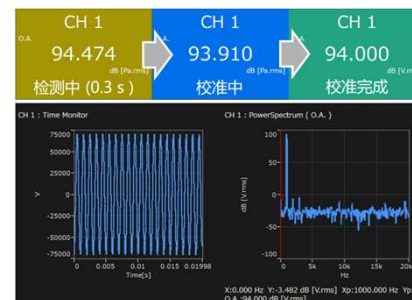 CH 1
O.A.
94.474
dB [Pa.rms]
检测中 (0.3 s)
CH 1
O.A.
93.910
dB [Pa.rms]
校准中
CH 1
O.A.
94.000
dB [V.rms]
校准完成
CH 1 : Time Monitor
75000
50000
25000
0
-25000
-50000
-75000
V
0 0.005 0.01 0.015 0.01998
Time[s]
CH 1 : PowerSpectrum ( O.A. )
100
50
0
-50
-100
dB [V.rms]
0 5k 10k 15k 20k
Hz
X:0.000 Hz Y:-3.482 dB [V.rms] Xp:1000.000 Hz Yp
O.A.:94.000 dB [V.rms]